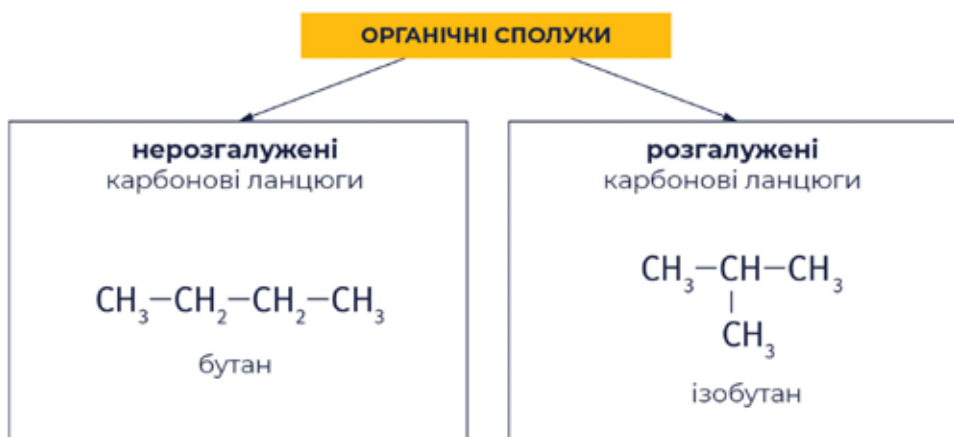 ОРГАНІЧНІ СПОЛУКИ
нерозгалужені
карбонові ланцюги
CH₃–CH₂–CH₂–CH₃
бутан
розгалужені
карбонові ланцюги
CH₃–CH–CH₃
|
CH₃
ізобутан